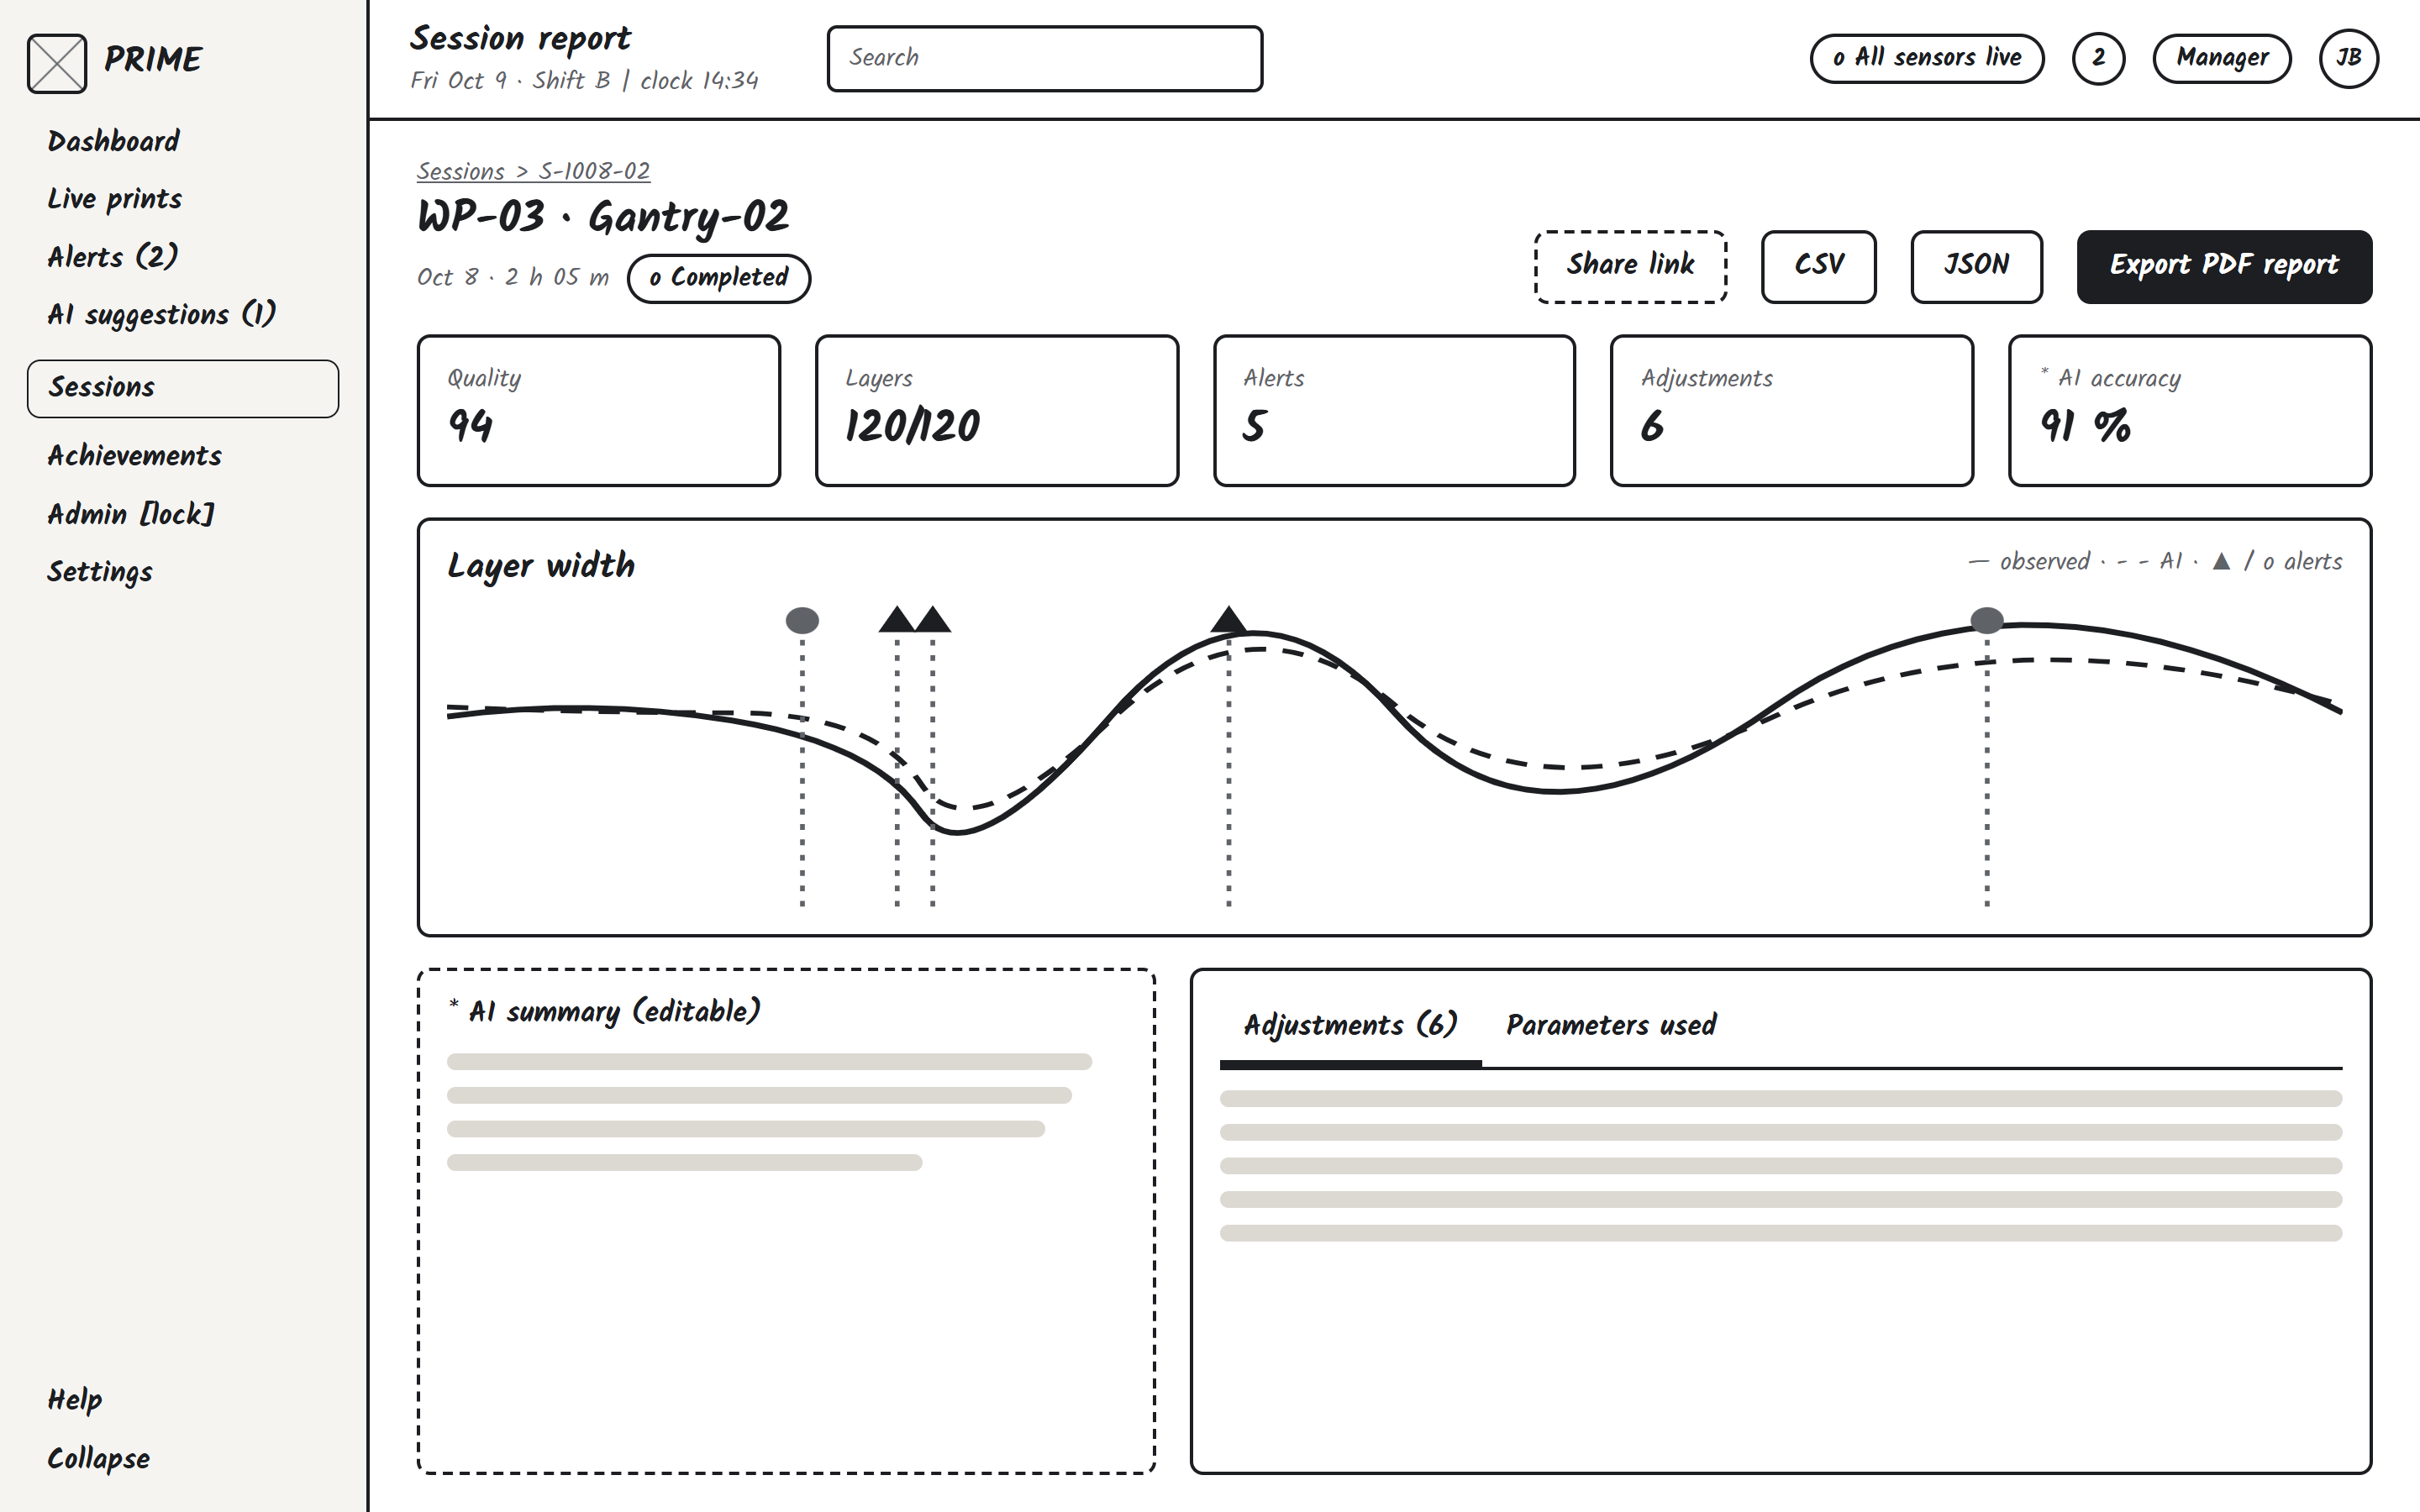 PRIME
Dashboard
Live prints
Alerts (2)
AI suggestions (1)
Sessions
Achievements
Admin [lock]
Settings
Help
Collapse
Session report
Fri Oct 9 · Shift B | clock 14:34
Search
o All sensors live
2
Manager
JB
Sessions > S-1008-02
WP-03 · Gantry-02
Oct 8 · 2 h 05 m
o Completed
Share link
CSV
JSON
Export PDF report
Quality
94
Layers
120/120
Alerts
5
Adjustments
6
* AI accuracy
91 %
Layer width
— observed · - - AI · ▲ / o alerts
* AI summary (editable)
Adjustments (6)
Parameters used